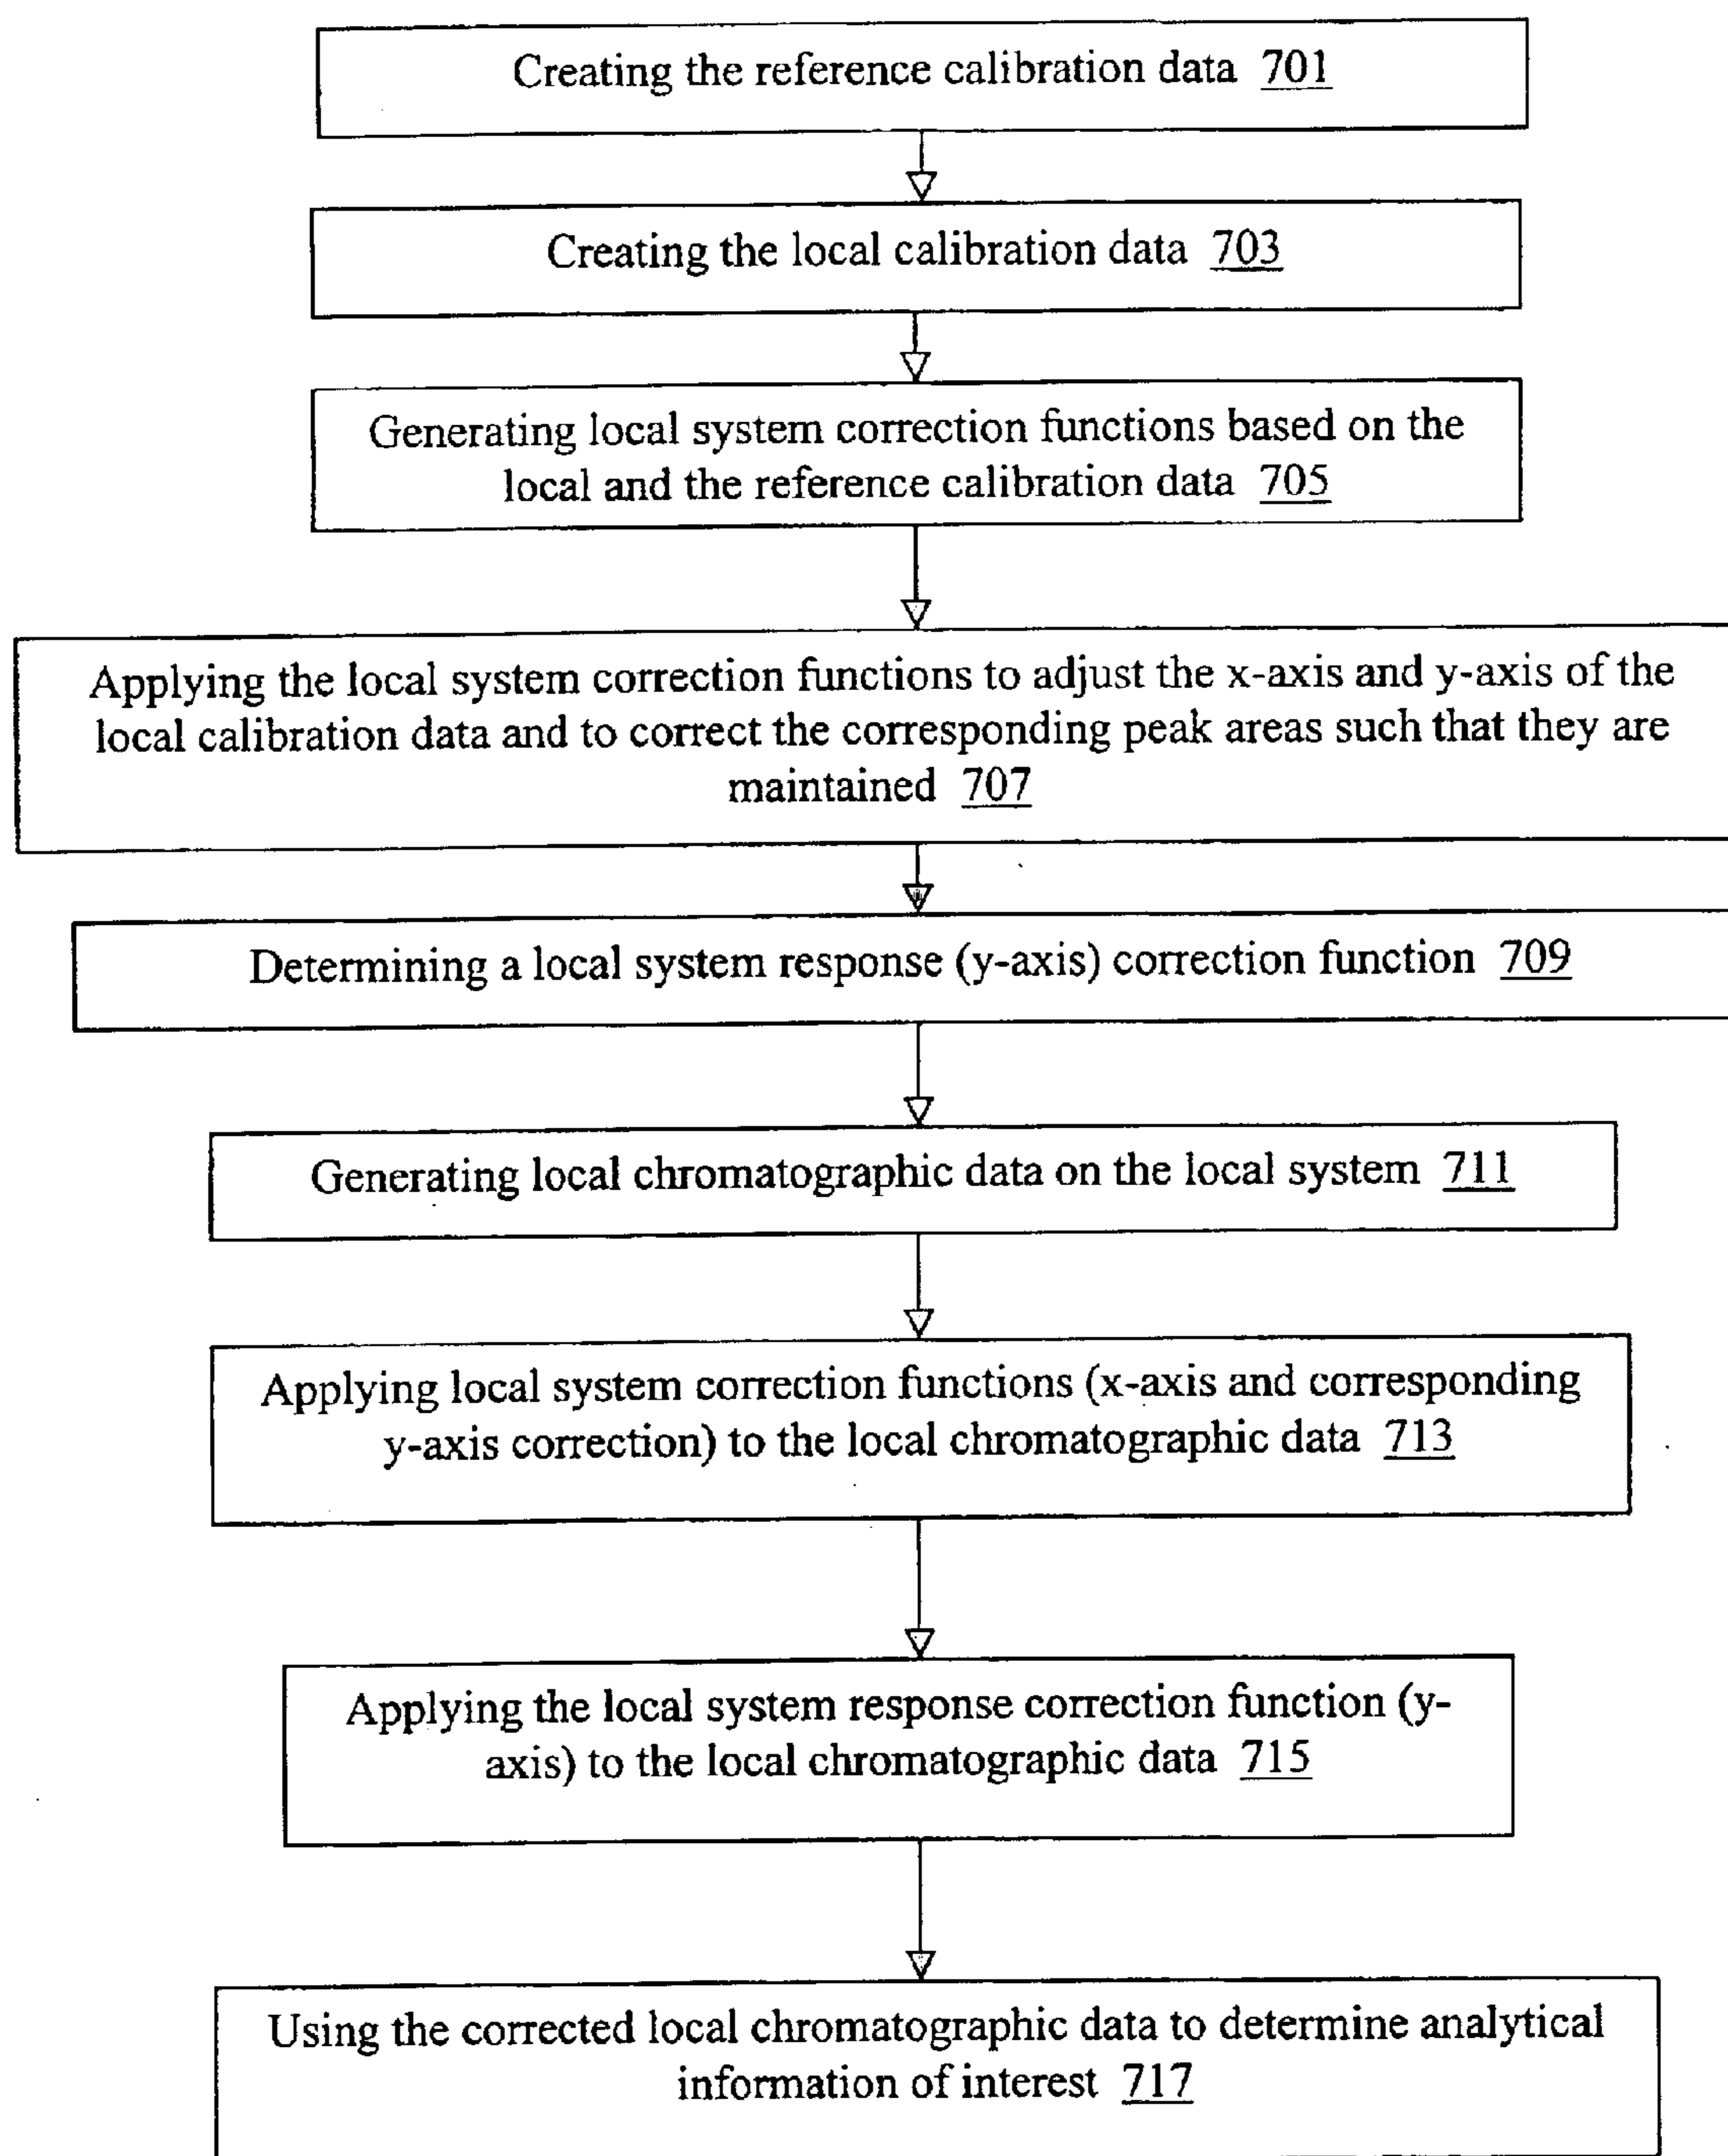 Creating the reference calibration data 701
Creating the local calibration data 703
Generating local system correction functions based on the
local and the reference calibration data 705
Applying the local system correction functions to adjust the x-axis and y-axis of the
local calibration data and to correct the corresponding peak areas such that they are
maintained 707
Determining a local system response (y-axis) correction function 709
Generating local chromatographic data on the local system 711
Applying local system correction functions (x-axis and corresponding
y-axis correction) to the local chromatographic data 713
Applying the local system response correction function (y-
axis) to the local chromatographic data 715
Using the corrected local chromatographic data to determine analytical
information of interest 717